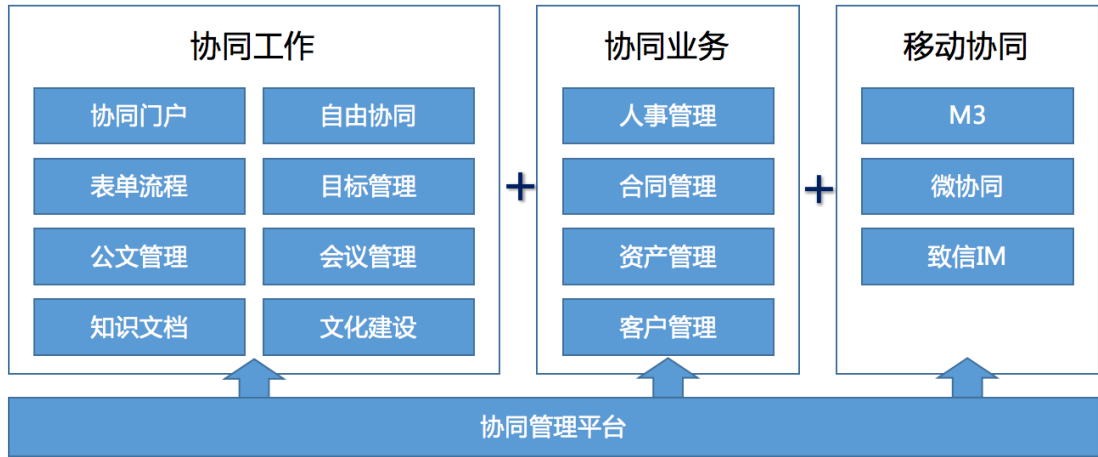 协同工作
协同门户
自由协同
表单流程
目标管理
公文管理
会议管理
知识文档
文化建设
+
协同业务
人事管理
合同管理
资产管理
客户管理
+
移动协同
M3
微协同
致信IM
协同管理平台